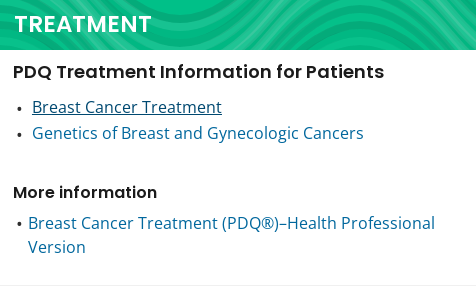 TREATMENT
PDQ Treatment Information for Patients
• Breast Cancer Treatment
• Genetics of Breast and Gynecologic Cancers
More information
• Breast Cancer Treatment (PDQ®)–Health Professional
Version